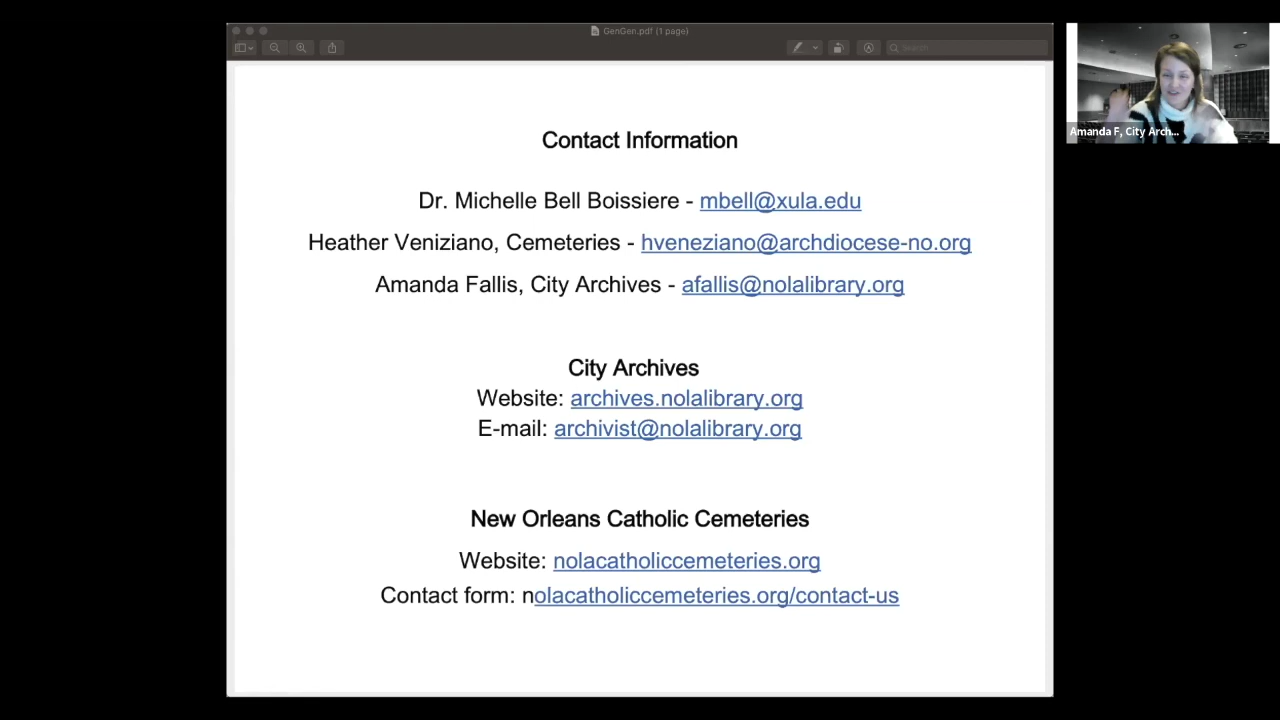 GenGen.pdf (1 page)
Search
Amanda F, City Arch...
Contact Information
Dr. Michelle Bell Boissiere - mbell@xula.edu
Heather Veniziano, Cemeteries - hveneziano@archdiocese-no.org
Amanda Fallis, City Archives - afallis@nolalibrary.org
City Archives
Website: archives.nolalibrary.org
E-mail: archivist@nolalibrary.org
New Orleans Catholic Cemeteries
Website: nolacatholiccemeteries.org
Contact form: nolacatholiccemeteries.org/contact-us